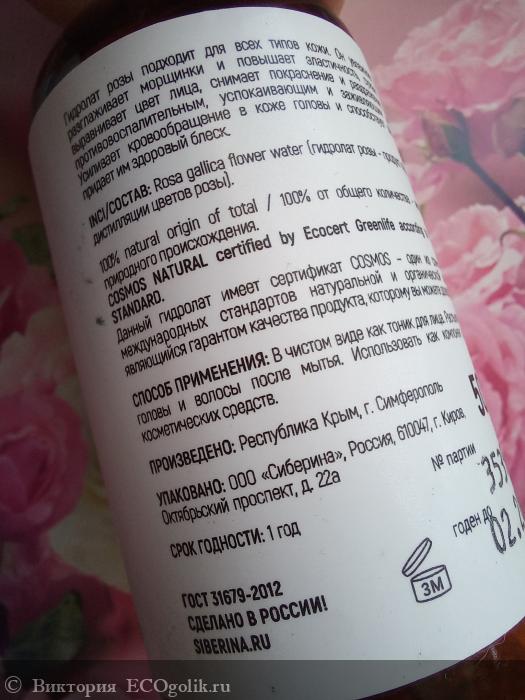 Гидролат розы подходит для всех типов кожи. Он
разглаживает морщинки и повышает эластичность
выравнивает цвет лица, снимает покраснение и
противовоспалительным, успокаивающим и
Усиливает кровообращение в коже головы и
придает им здоровый блеск.
INCI/СОСТАВ: Rosa gallica flower water (гидролат розы -
дистилляции цветов розы).
100% natural origin of total / 100% от общего количества -
природного происхождения.
COSMOS NATURAL certified by Ecocert Greenlife according
STANDARD.
Данный гидролат имеет сертификат COSMOS - один из
международных стандартов натуральной и
являющийся гарантом качества продукта, которому вы можете
СПОСОБ ПРИМЕНЕНИЯ: В чистом виде как тоник для лица.
головы и волосы после мытья. Использовать как
косметических средств.
ПРОИЗВЕДЕНО: Республика Крым, г. Симферополь
УПАКОВАНО: ООО «Сиберина», Россия, 610047, г. Киров,
Октябрьский проспект, д. 22а
№ партии
СРОК ГОДНОСТИ: 1 год
годен до
3М
ГОСТ 31679-2012
СДЕЛАНО В РОССИИ!
SIBERINA.RU
© Виктория ECOgolik.ru